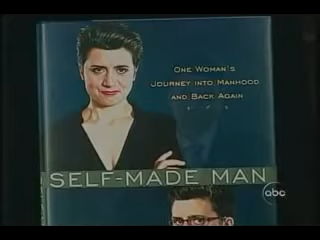 ONE WOMAN'S
JOURNEY INTO MANHOOD
AND BACK AGAIN
SELF-MADE MAN
abc